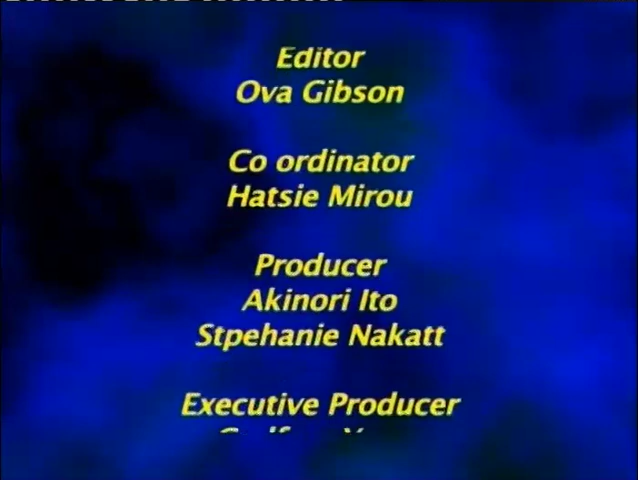 Editor
Ova Gibson
Co ordinator
Hatsie Mirou
Producer
Akinori Ito
Stpehanie Nakatt
Executive Producer